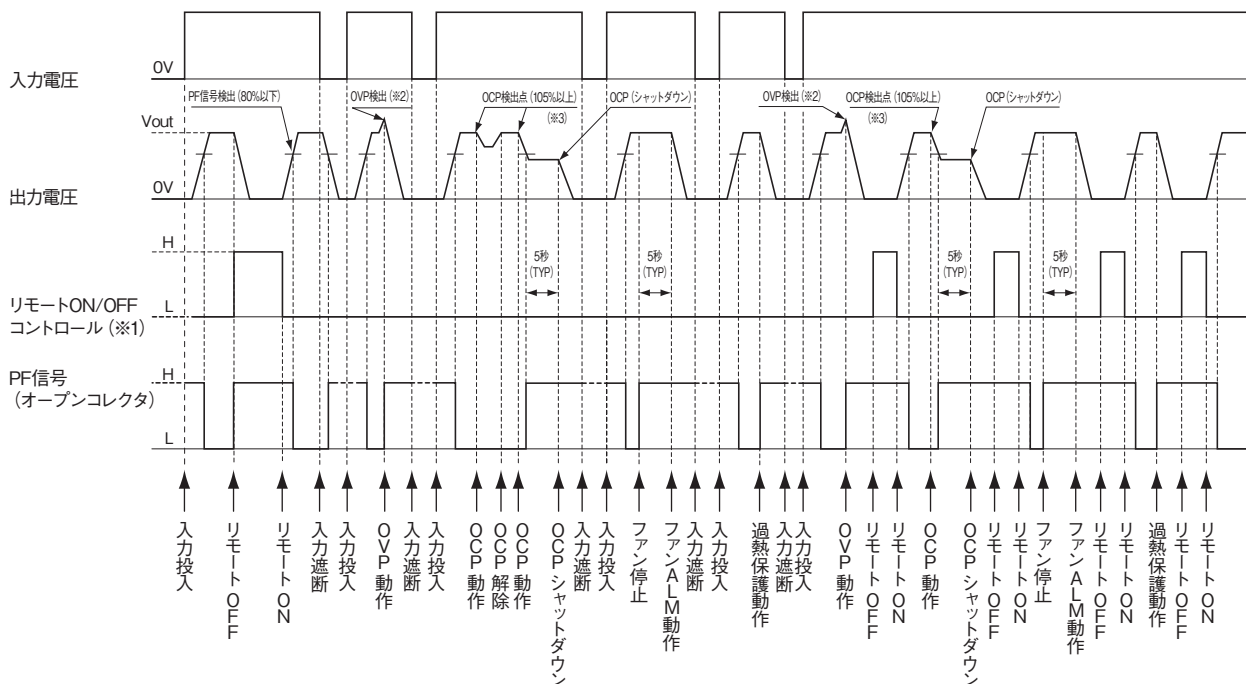 入力電圧
0V
PF信号検出(80%以下)
OVP検出(※2)
OCP検出点(105%以上)
(※3)
OCP(シャットダウン)
OVP検出(※2)
OCP検出点(105%以上)
(※3)
OCP(シャットダウン)
Vout
0V
出力電圧
H
5秒
(TYP)
5秒
(TYP)
5秒
(TYP)
5秒
(TYP)
リモートON/OFF
コントロール(※1)
L
PF信号
(オープンコレクタ)
H
L
入力投入
リモートOFF
リモートON
入力遮断
入力投入
OVP動作
入力遮断
入力投入
OCP動作
OCP解除
OCP動作
OCPシャットダウン
入力遮断
入力投入
ファン停止
ファンALM動作
入力遮断
入力投入
過熱保護動作
入力遮断
入力投入
OVP動作
リモートOFF
リモートON
OCP動作
OCPシャットダウン
リモートOFF
リモートON
ファン停止
ファンALM動作
リモートOFF
リモートON
過熱保護動作
リモートOFF
リモートON